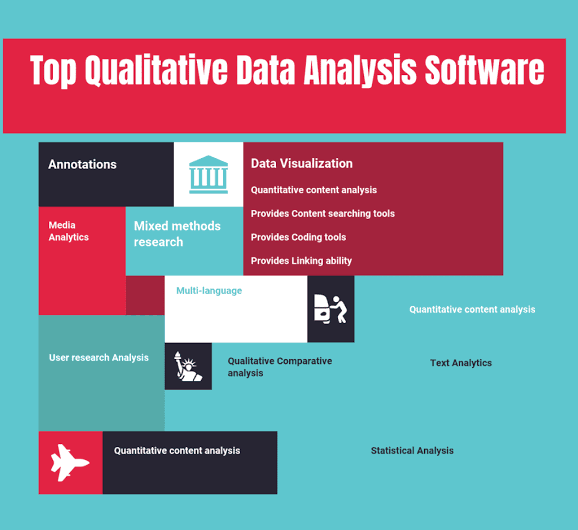 Top Qualitative Data Analysis Software
Annotations
Data Visualization
Quantitative content analysis
Provides Content searching tools
Provides Coding tools
Provides Linking ability
Media
Analytics
Mixed methods
research
Multi-language
Quantitative content analysis
User research Analysis
Qualitative Comparative
analysis
Text Analytics
Quantitative content analysis
Statistical Analysis